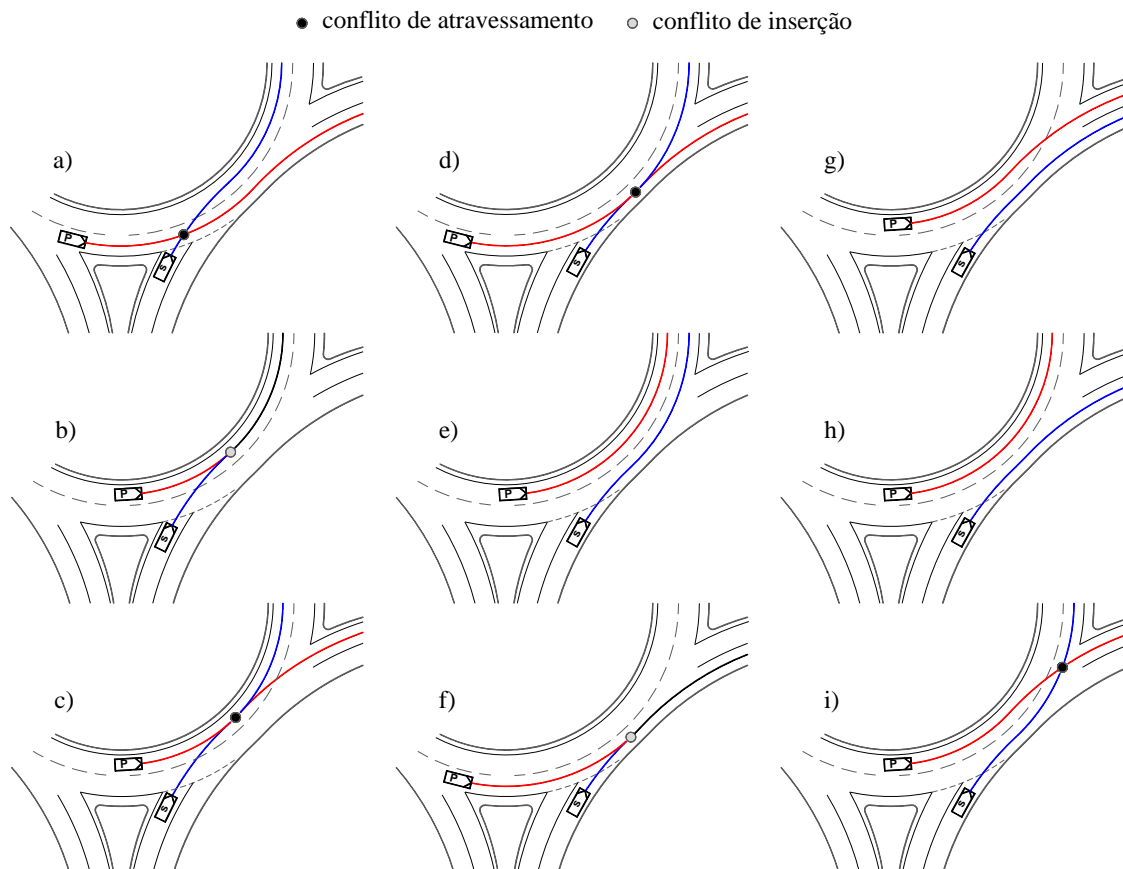 conflito de atravessamento conflito de inserção
a) d) g)
P P P
s s s
b) e) h)
P P P
s s s
c) f) i)
P P P
s s s